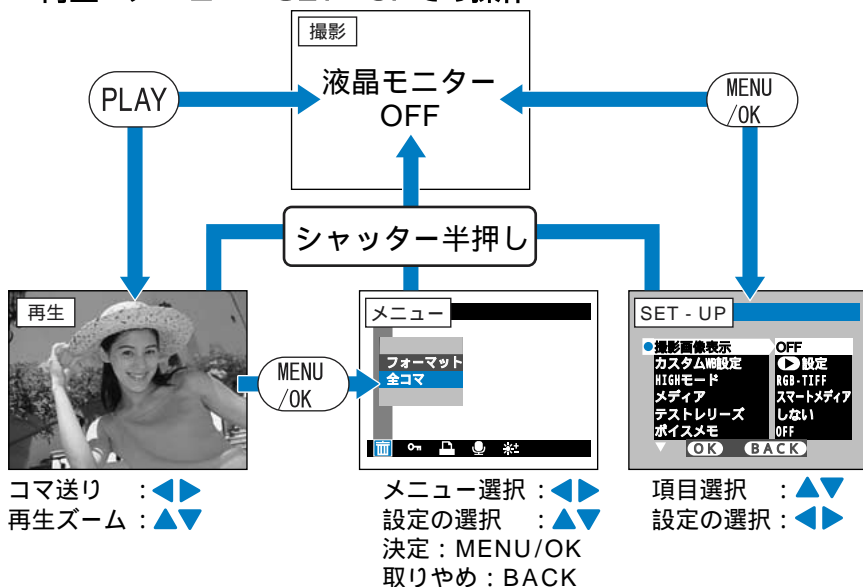 撮影
液晶モニター
OFF
PLAY
MENU
/OK
シャッター半押し
再生
MENU
/OK
メニュー
フォーマット
全コマ
SET - UP
撮影画像表示 OFF
カスタムWB設定 設定
HIGHモード RGB-TIFF
メディア スマートメディア
テストレリーズ しない
ボイスメモ OFF
OK BACK
コマ送り :◀▶
再生ズーム:▲▼
メニュー選択:◀▶
設定の選択 :▲▼
決定:MENU/OK
取りやめ:BACK
項目選択 :▲▼
設定の選択:◀▶